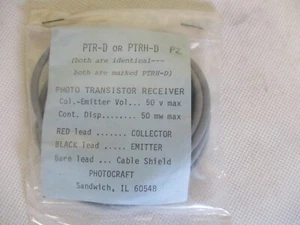 PTR-D OR PTRH-D P2
(both are identical---
both are marked PTRH-D)
PHOTO TRANSISTOR RECEIVER
Col.-Emitter Vol... 50 v max
Cont. Disp........ 50 mw max
RED lead ....... COLLECTOR
BLACK lead ..... EMITTER
Bare lead ... Cable Shield
PHOTOCRAFT
Sandwich, IL 60548